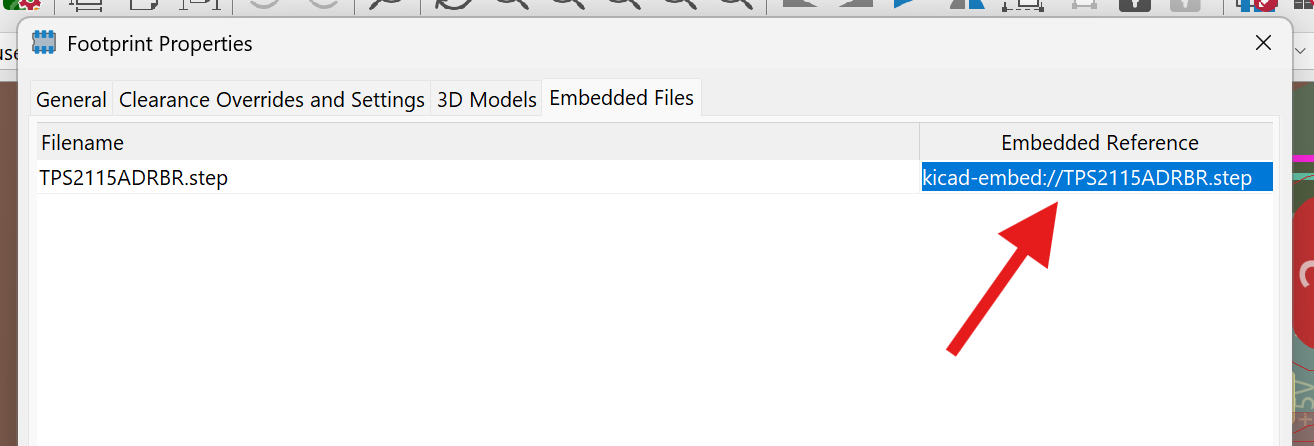 Footprint Properties
General Clearance Overrides and Settings 3D Models Embedded Files
Filename Embedded Reference
TPS2115ADRBR.step kicad-embed://TPS2115ADRBR.step
+5V